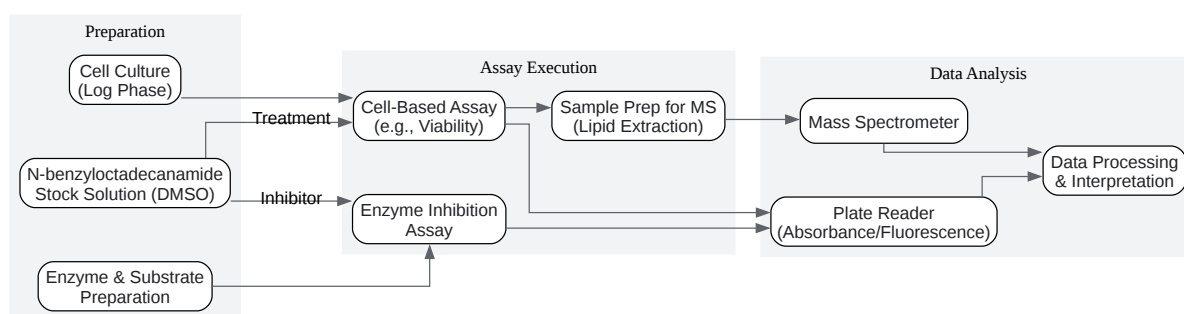 Preparation
Cell Culture
(Log Phase)
Treatment
N-benzyloctadecanamide
Stock Solution (DMSO)
Inhibitor
Enzyme & Substrate
Preparation
Assay Execution
Cell-Based Assay
(e.g., Viability)
Sample Prep for MS
(Lipid Extraction)
Enzyme Inhibition
Assay
Data Analysis
Mass Spectrometer
Data Processing
& Interpretation
Plate Reader
(Absorbance/Fluorescence)